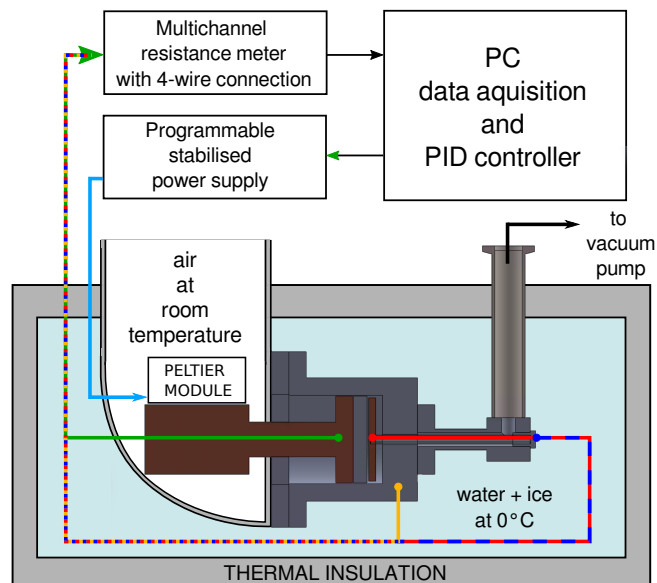 Multichannel
resistance meter
with 4-wire connection
PC
data aquisition
and
PID controller
Programmable
stabilised
power supply
to
vacuum
pump
air
at
room
temperature
PELTIER
MODULE
water + ice
at 0°C
THERMAL INSULATION